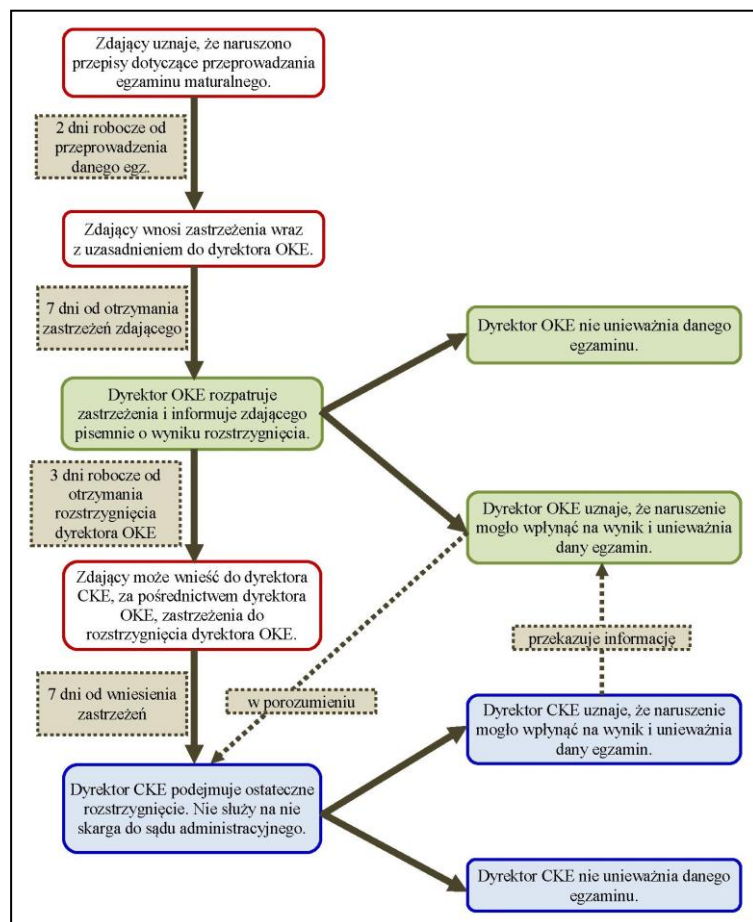 Zdający uznaje, że naruszono
przepisy dotyczące przeprowadzania
egzaminu maturalnego.
2 dni robocze od
przeprowadzenia
danego egz.
Zdający wnosi zastrzeżenia wraz
z uzasadnieniem do dyrektora OKE.
7 dni od otrzymania
zastrzeżeń zdającego
Dyrektor OKE nie unieważnia danego
egzaminu.
Dyrektor OKE rozpatruje
zastrzeżenia i informuje zdającego
pisemnie o wyniku rozstrzygnięcia.
3 dni robocze od
otrzymania
rozstrzygnięcia
dyrektora OKE
Dyrektor OKE uznaje, że naruszenie
mogło wpłynąć na wynik i unieważnia
dany egzamin.
Zdający może wnieść do dyrektora
CKE, za pośrednictwem dyrektora
OKE, zastrzeżenia do
rozstrzygnięcia dyrektora OKE.
przekazuje informację
7 dni od wniesienia
zastrzeżeń
w porozumieniu
Dyrektor CKE uznaje, że naruszenie
mogło wpłynąć na wynik i unieważnia
dany egzamin.
Dyrektor CKE podejmuje ostateczne
rozstrzygnięcie. Nie służy na nie
skarga do sądu administracyjnego.
Dyrektor CKE nie unieważnia danego
egzaminu.